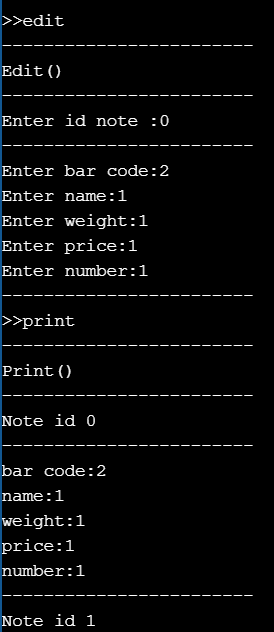 >>edit
------------------------
Edit()
------------------------
Enter id note :0
------------------------
Enter bar code:2
Enter name:1
Enter weight:1
Enter price:1
Enter number:1
------------------------
>>print
------------------------
Print()
------------------------
Note id 0
------------------------
bar code:2
name:1
weight:1
price:1
number:1
------------------------
Note id 1